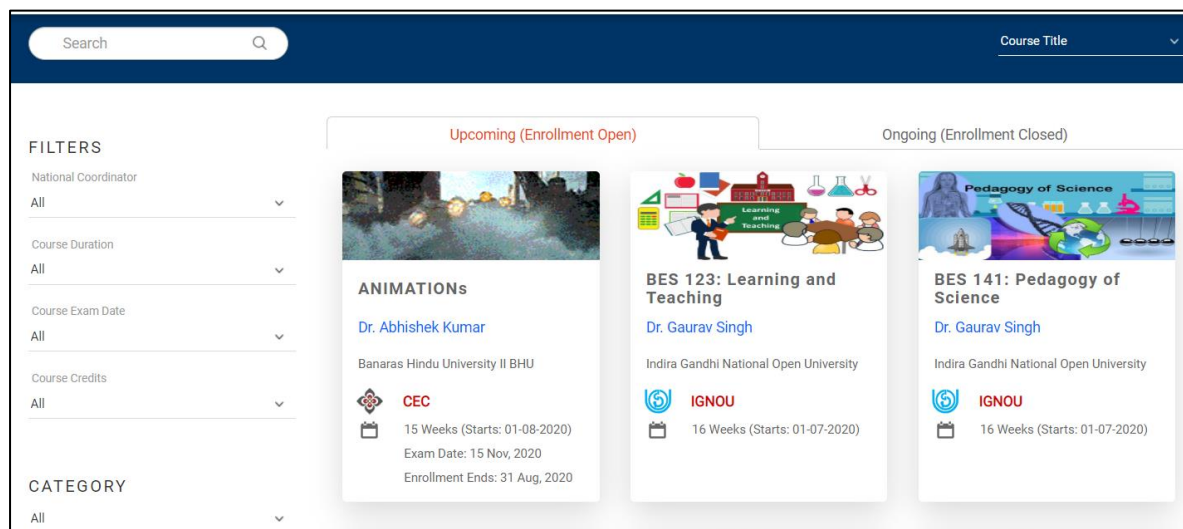 Search
Course Title
FILTERS
National Coordinator
All
Course Duration
All
Course Exam Date
All
Course Credits
All
CATEGORY
All
Upcoming (Enrollment Open)
Ongoing (Enrollment Closed)
ANIMATIONs
Dr. Abhishek Kumar
Banaras Hindu University II BHU
CEC
15 Weeks (Starts: 01-08-2020)
Exam Date: 15 Nov, 2020
Enrollment Ends: 31 Aug, 2020
Learning
and
Teaching
BES 123: Learning and
Teaching
Dr. Gaurav Singh
Indira Gandhi National Open University
IGNOU
16 Weeks (Starts: 01-07-2020)
Pedagogy of Science
BES 141: Pedagogy of
Science
Dr. Gaurav Singh
Indira Gandhi National Open University
IGNOU
16 Weeks (Starts: 01-07-2020)